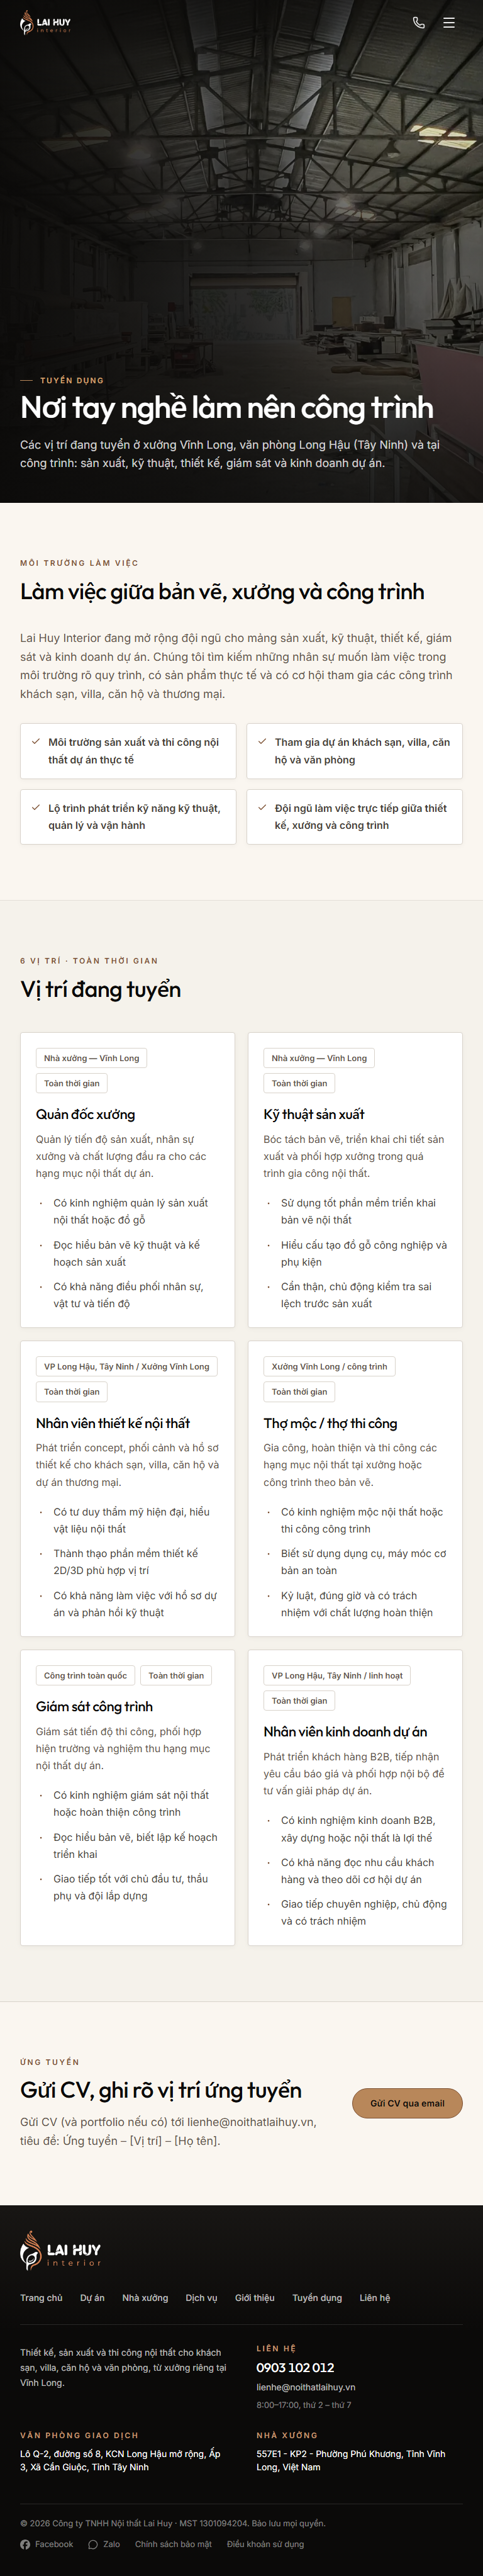 LAI HUY
interior
TUYỂN DỤNG
Nơi tay nghề làm nên công trình
Các vị trí đang tuyển ở xưởng Vĩnh Long, văn phòng Long Hậu (Tây Ninh) và tại
công trình: sản xuất, kỹ thuật, thiết kế, giám sát và kinh doanh dự án.
MÔI TRƯỜNG LÀM VIỆC
Làm việc giữa bản vẽ, xưởng và công trình
Lai Huy Interior đang mở rộng đội ngũ cho mảng sản xuất, kỹ thuật, thiết kế, giám
sát và kinh doanh dự án. Chúng tôi tìm kiếm những nhân sự muốn làm việc trong
môi trường rõ quy trình, có sản phẩm thực tế và có cơ hội tham gia các công trình
khách sạn, villa, căn hộ và thương mại.
Môi trường sản xuất và thi công nội
thất dự án thực tế
Tham gia dự án khách sạn, villa, căn
hộ và văn phòng
Lộ trình phát triển kỹ năng kỹ thuật,
quản lý và vận hành
Đội ngũ làm việc trực tiếp giữa thiết
kế, xưởng và công trình
6 VỊ TRÍ · TOÀN THỜI GIAN
Vị trí đang tuyển
Nhà xưởng — Vĩnh Long
Toàn thời gian
Quản đốc xưởng
Quản lý tiến độ sản xuất, nhân sự
xưởng và chất lượng đầu ra cho các
hạng mục nội thất dự án.
· Có kinh nghiệm quản lý sản xuất
nội thất hoặc đồ gỗ
· Đọc hiểu bản vẽ kỹ thuật và kế
hoạch sản xuất
· Có khả năng điều phối nhân sự,
vật tư và tiến độ
Nhà xưởng — Vĩnh Long
Toàn thời gian
Kỹ thuật sản xuất
Bóc tách bản vẽ, triển khai chi tiết sản
xuất và phối hợp xưởng trong quá
trình gia công nội thất.
· Sử dụng tốt phần mềm triển khai
bản vẽ nội thất
· Hiểu cấu tạo đồ gỗ công nghiệp và
phụ kiện
· Cẩn thận, chủ động kiểm tra sai
lệch trước sản xuất
VP Long Hậu, Tây Ninh / Xưởng Vĩnh Long
Toàn thời gian
Nhân viên thiết kế nội thất
Phát triển concept, phối cảnh và hồ sơ
thiết kế cho khách sạn, villa, căn hộ và
dự án thương mại.
· Có tư duy thẩm mỹ hiện đại, hiểu
vật liệu nội thất
· Thành thạo phần mềm thiết kế
2D/3D phù hợp vị trí
· Có khả năng làm việc với hồ sơ dự
án và phản hồi kỹ thuật
Xưởng Vĩnh Long / công trình
Toàn thời gian
Thợ mộc / thợ thi công
Gia công, hoàn thiện và thi công các
hạng mục nội thất tại xưởng hoặc
công trình theo bản vẽ.
· Có kinh nghiệm mộc nội thất hoặc
thi công công trình
· Biết sử dụng dụng cụ, máy móc cơ
bản an toàn
· Kỷ luật, đúng giờ và có trách
nhiệm với chất lượng hoàn thiện
Công trình toàn quốc
Toàn thời gian
Giám sát công trình
Giám sát tiến độ thi công, phối hợp
hiện trường và nghiệm thu hạng mục
nội thất dự án.
· Có kinh nghiệm giám sát nội thất
hoặc hoàn thiện công trình
· Đọc hiểu bản vẽ, biết lập kế hoạch
triển khai
· Giao tiếp tốt với chủ đầu tư, thầu
phụ và đội lắp dựng
VP Long Hậu, Tây Ninh / linh hoạt
Toàn thời gian
Nhân viên kinh doanh dự án
Phát triển khách hàng B2B, tiếp nhận
yêu cầu báo giá và phối hợp nội bộ để
tư vấn giải pháp dự án.
· Có kinh nghiệm kinh doanh B2B,
xây dựng hoặc nội thất là lợi thế
· Có khả năng đọc nhu cầu khách
hàng và theo dõi cơ hội dự án
· Giao tiếp chuyên nghiệp, chủ động
và có trách nhiệm
ỨNG TUYỂN
Gửi CV, ghi rõ vị trí ứng tuyển
Gửi CV (và portfolio nếu có) tới lienhe@noithatlaihuy.vn,
tiêu đề: Ứng tuyển – [Vị trí] – [Họ tên].
Gửi CV qua email
LAI HUY
interior
Trang chủ Dự án Nhà xưởng Dịch vụ Giới thiệu Tuyển dụng Liên hệ
Thiết kế, sản xuất và thi công nội thất cho khách
sạn, villa, căn hộ và văn phòng, từ xưởng riêng tại
Vĩnh Long.
LIÊN HỆ
0903 102 012
lienhe@noithatlaihuy.vn
8:00–17:00, thứ 2 – thứ 7
VĂN PHÒNG GIAO DỊCH
Lô Q-2, đường số 8, KCN Long Hậu mở rộng, Ấp
3, Xã Cần Giuộc, Tỉnh Tây Ninh
NHÀ XƯỞNG
557E1 - KP2 - Phường Phú Khương, Tỉnh Vĩnh
Long, Việt Nam
© 2026 Công ty TNHH Nội thất Lai Huy · MST 1301094204. Bảo lưu mọi quyền.
Facebook Zalo Chính sách bảo mật Điều khoản sử dụng